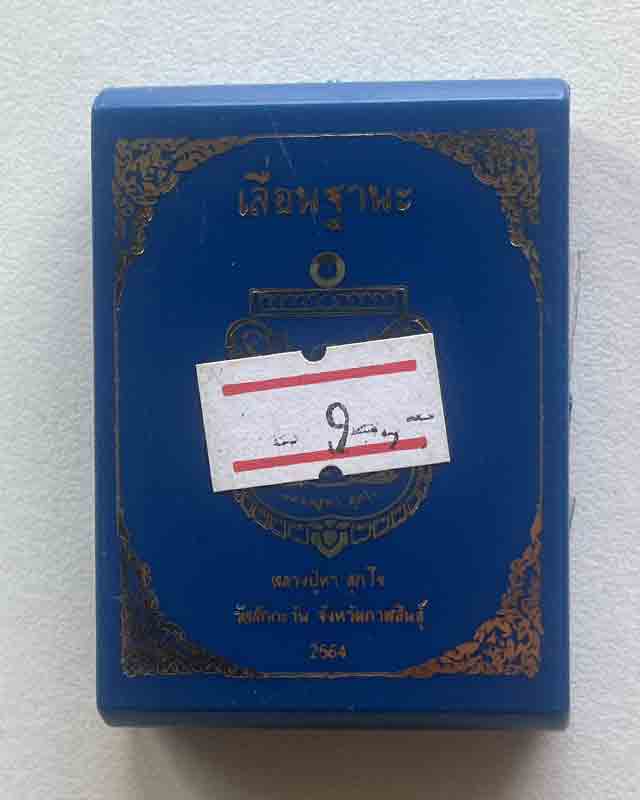 เลื่อนฐานะ
หลวงปู่หา สุภโร
วัดสักกะวัน จังหวัดกาฬสินธุ์
2564